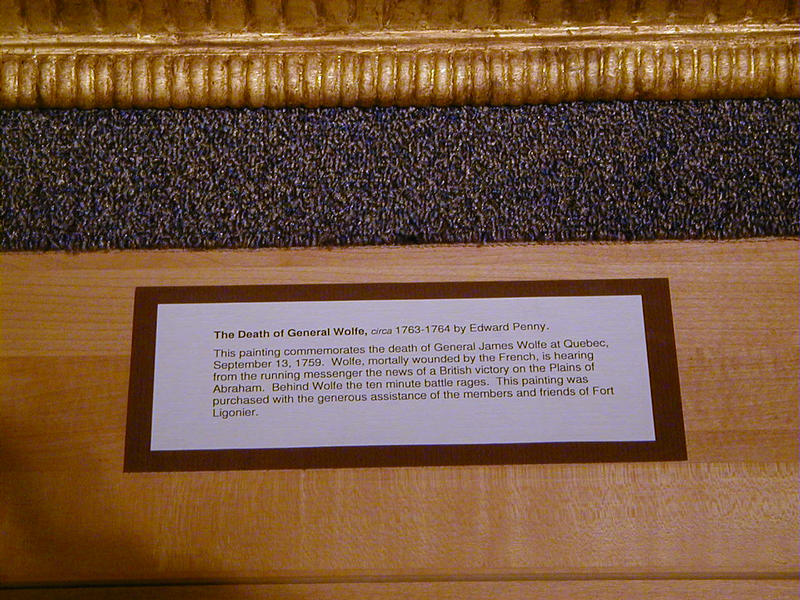 The Death of General Wolfe, circa 1763-1764 by Edward Penny.
This painting commemorates the death of General James Wolfe at Quebec,
September 13, 1759. Wolfe, mortally wounded by the French, is hearing
from the running messenger the news of a British victory on the Plains of
Abraham. Behind Wolfe the ten minute battle rages. This painting was
purchased with the generous assistance of the members and friends of Fort
Ligonier.